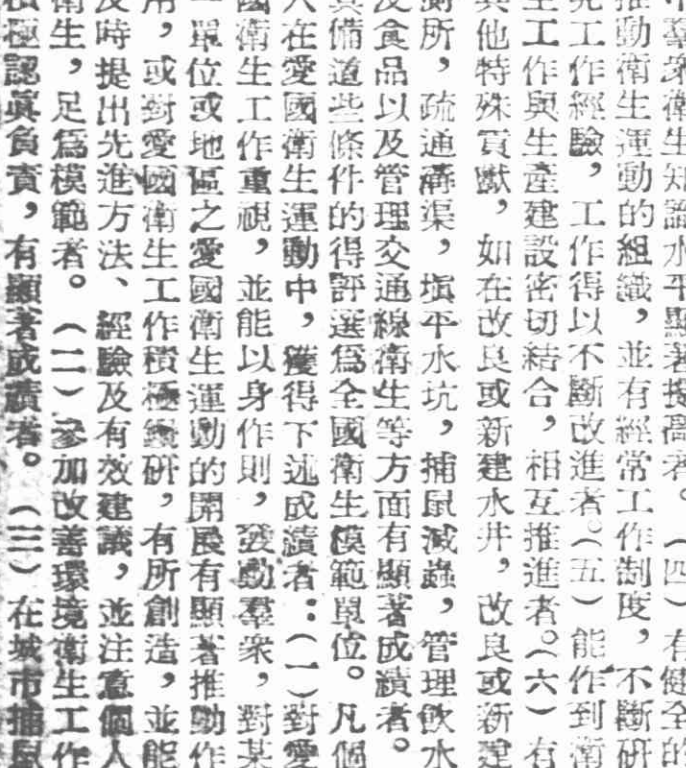 羣衆衛生知識水平顯著提高者。（四）有健全的
推動衛生運動的組織，並有經常工作制度，不斷研
究工作經驗，工作得以不斷改進者。（五）能作到衛
生工作與生產建設密切結合，相互推進者。（六）有
其他特殊貢獻，如在改良或新建水井，改良或新建
廁所，疏通溝渠，塡平水坑，捕鼠滅蟲，管理飲水
及食品以及管理交通線衛生等方面有顯著成績者。
具備這些條件的得評選爲全國衛生模範單位。凡個
人在愛國衛生運動中，獲得下述成績者：（一）對愛
國衛生工作重視，並能以身作則，發動羣衆，對某
一單位或地區之愛國衛生運動的開展有顯著推動作
用，或對愛國衛生工作積極鑽研，有所創造，並能
及時提出先進方法、經驗及有效建議，並注意個人
衛生，足爲模範者。（二）參加改善環境衛生工作
積極認眞負責，有顯著成績者。（三）在城市捕鼠